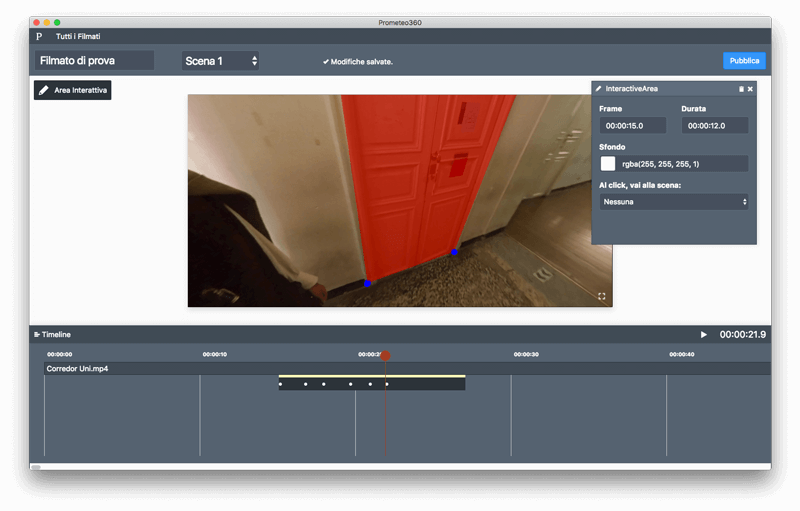 Prometeo360
P Tutti i Filmati
Filmato di prova
Scena 1
✔ Modifiche salvate.
Pubblica
Area Interattiva
InteractiveArea
Frame
Durata
00:00:15.0
00:00:12.0
Sfondo
rgba(255, 255, 255, 1)
Al click, vai alla scena:
Nessuna
Timeline
00:00:21.9
00:00:00
00:00:10
00:00:2
00:00:30
00:00:40
Corredor Uni.mp4